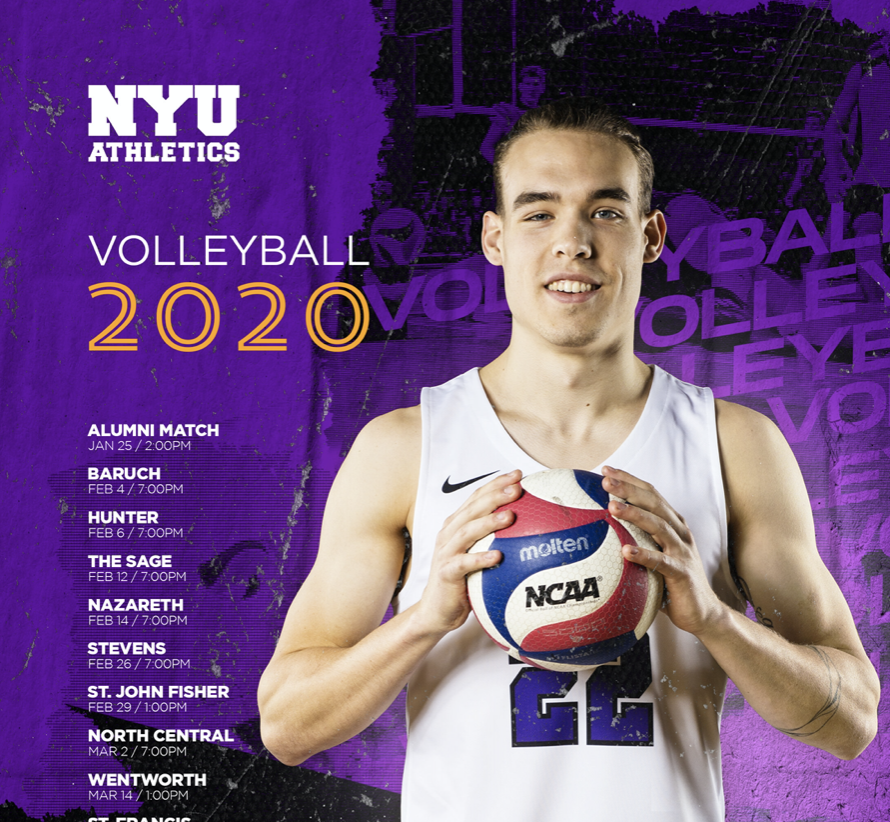 NYU
ATHLETICS
VOLLEYBALL
2020
ALUMNI MATCH
JAN 25 / 2:00PM
BARUCH
FEB 4 / 7:00PM
HUNTER
FEB 6 / 7:00PM
THE SAGE
FEB 12 / 7:00PM
NAZARETH
FEB 14 / 7:00PM
STEVENS
FEB 26 / 7:00PM
ST. JOHN FISHER
FEB 29 / 1:00PM
NORTH CENTRAL
MAR 2 / 7:00PM
WENTWORTH
MAR 14 / 1:00PM
ST. FRANCIS
molten
NCAA
22